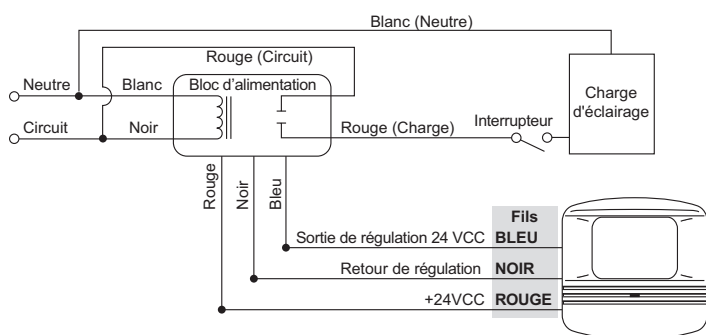 Blanc (Neutre)
Rouge (Circuit)
Neutre
Blanc
Bloc d'alimentation
Charge
d'éclairage
Circuit
Noir
Rouge (Charge)
Interrupteur
Rouge
Noir
Bleu
Fils
Sortie de régulation 24 VCC BLEU
Retour de régulation NOIR
+24VCC ROUGE